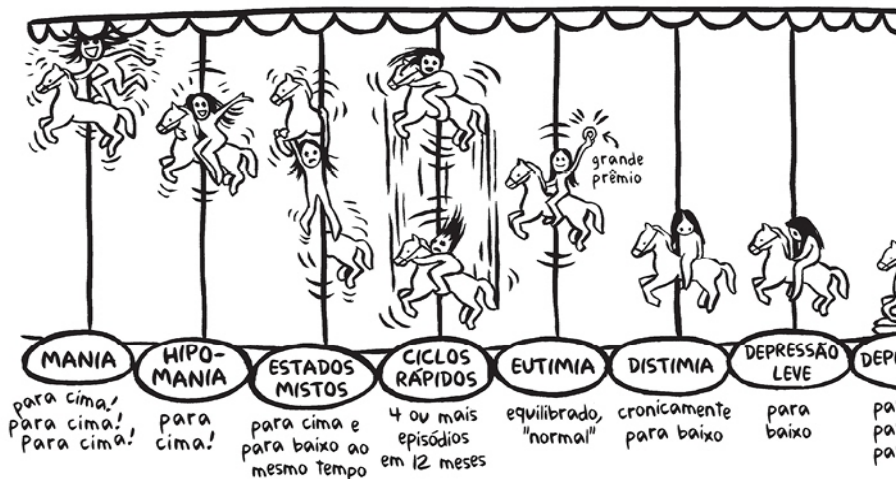 grande
prêmio
MANIA
HIPO-
MANIA
ESTADOS
MISTOS
CICLOS
RÁPIDOS
EUTIMIA
DISTIMIA
DEPRESSÃO
LEVE
para cima!
para cima!
Para cima!
para
cima!
para cima e
para baixo ao
mesmo tempo
4 ou mais
episódios
em 12 meses
equilibrado,
"normal"
cronicamente
para baixo
para
baixo